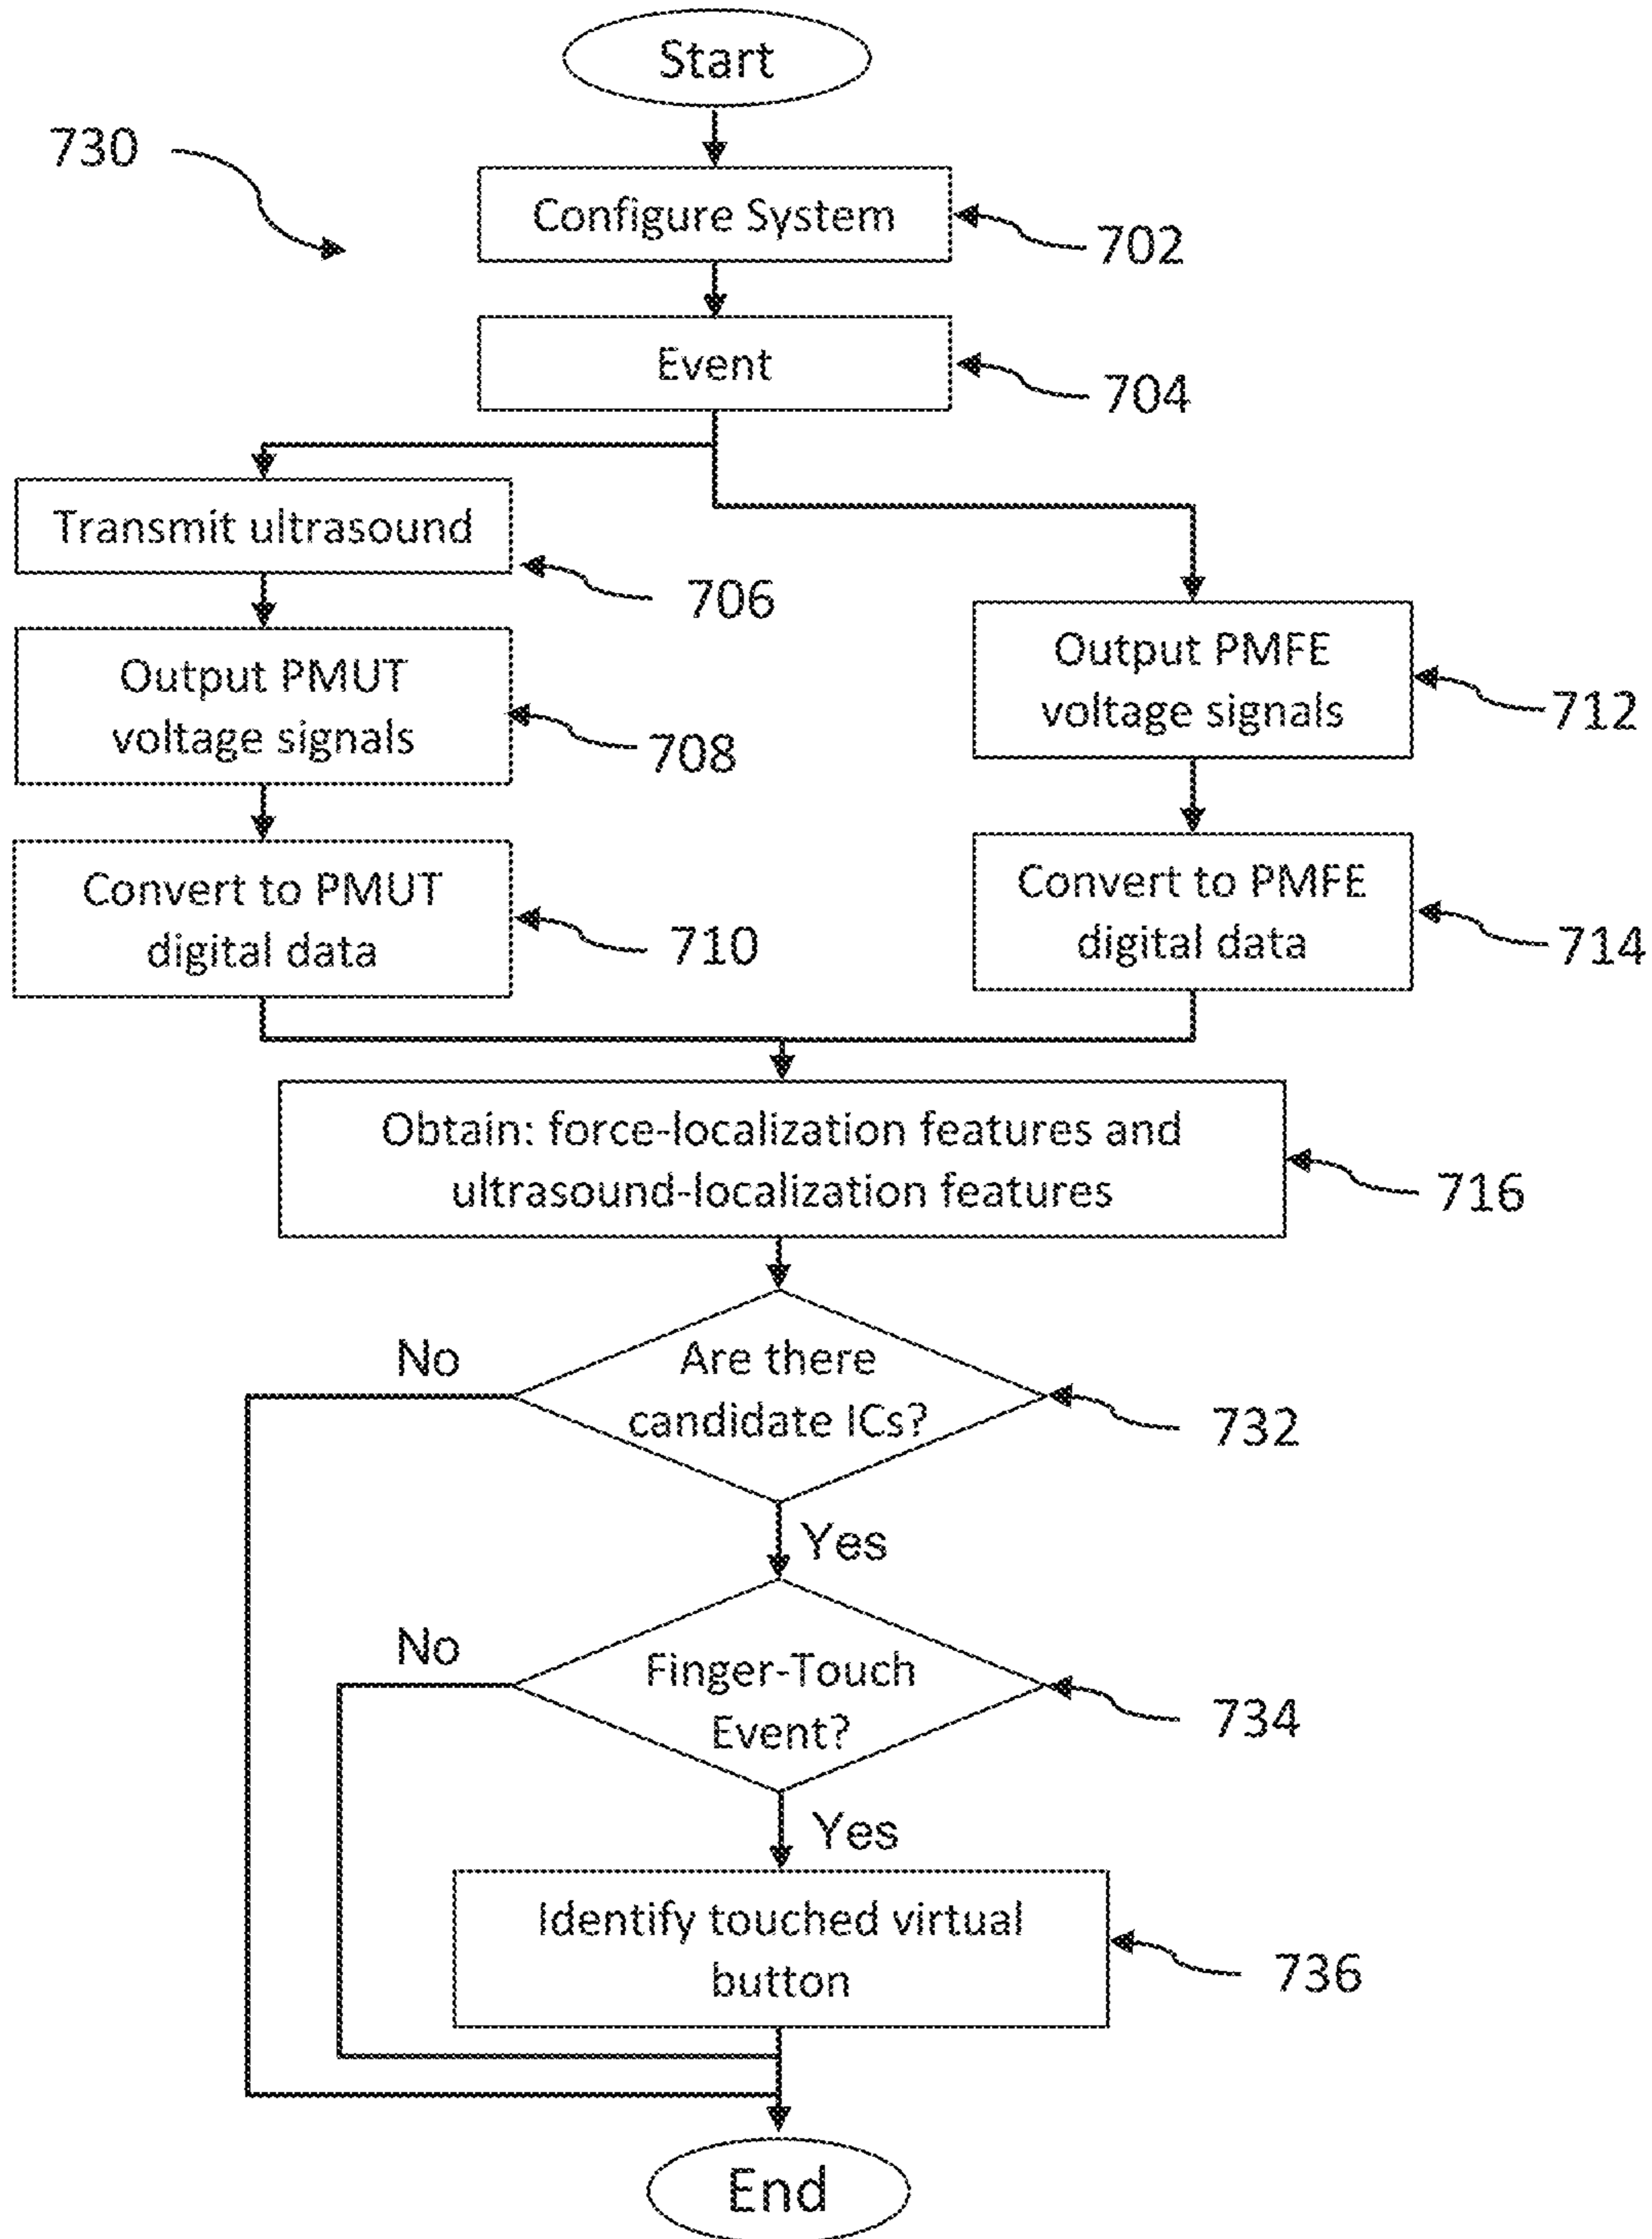 Start
730
Configure System
702
Event
704
Transmit ultrasound
706
Output PMUT
voltage signals
708
Output PMFE
voltage signals
712
Convert to PMUT
digital data
710
Convert to PMFE
digital data
714
Obtain: force-localization features and
ultrasound-localization features
716
No
Are there
candidate ICs?
732
Yes
No
Finger-Touch
Event?
734
Yes
Identify touched virtual
button
736
End